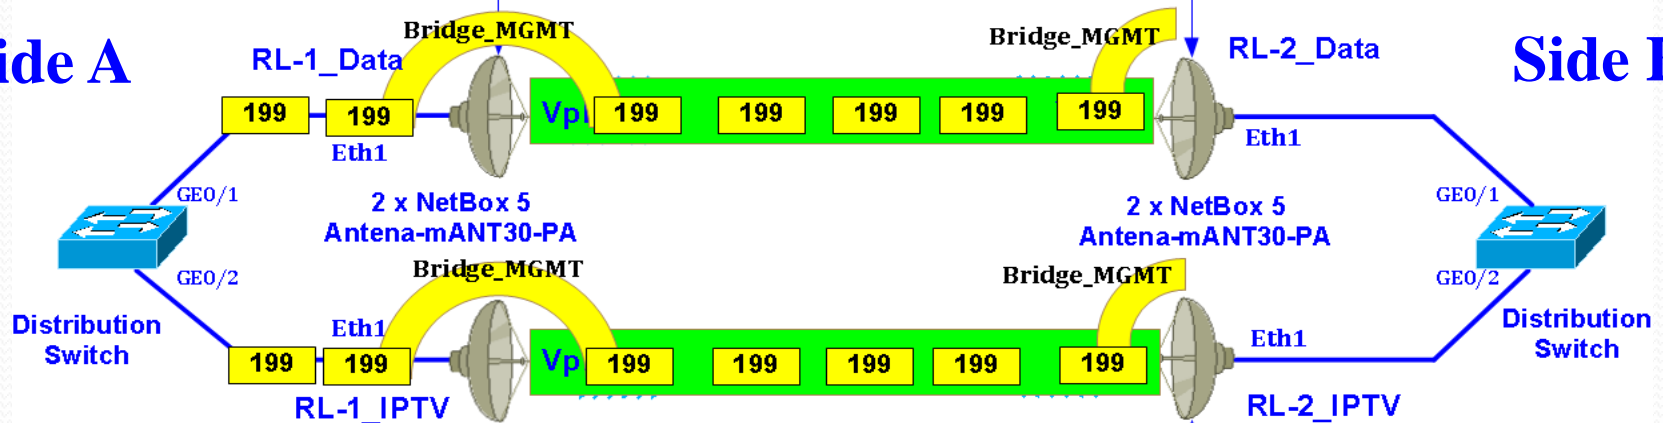 ide A
RL-1_Data
Bridge_MGMT
Bridge_MGMT
RL-2_Data
Side
199
199
Vpl
199
199
199
199
199
Eth1
Eth1
GE0/1
GE0/1
2 x NetBox 5
Antena-mANT30-PA
2 x NetBox 5
Antena-mANT30-PA
Bridge_MGMT
Bridge_MGMT
GE0/2
GE0/2
Distribution
Switch
Distribution
Switch
Eth1
Eth1
199
199
Vp
199
199
199
199
199
RL-1_IPTV
RL-2_IPTV